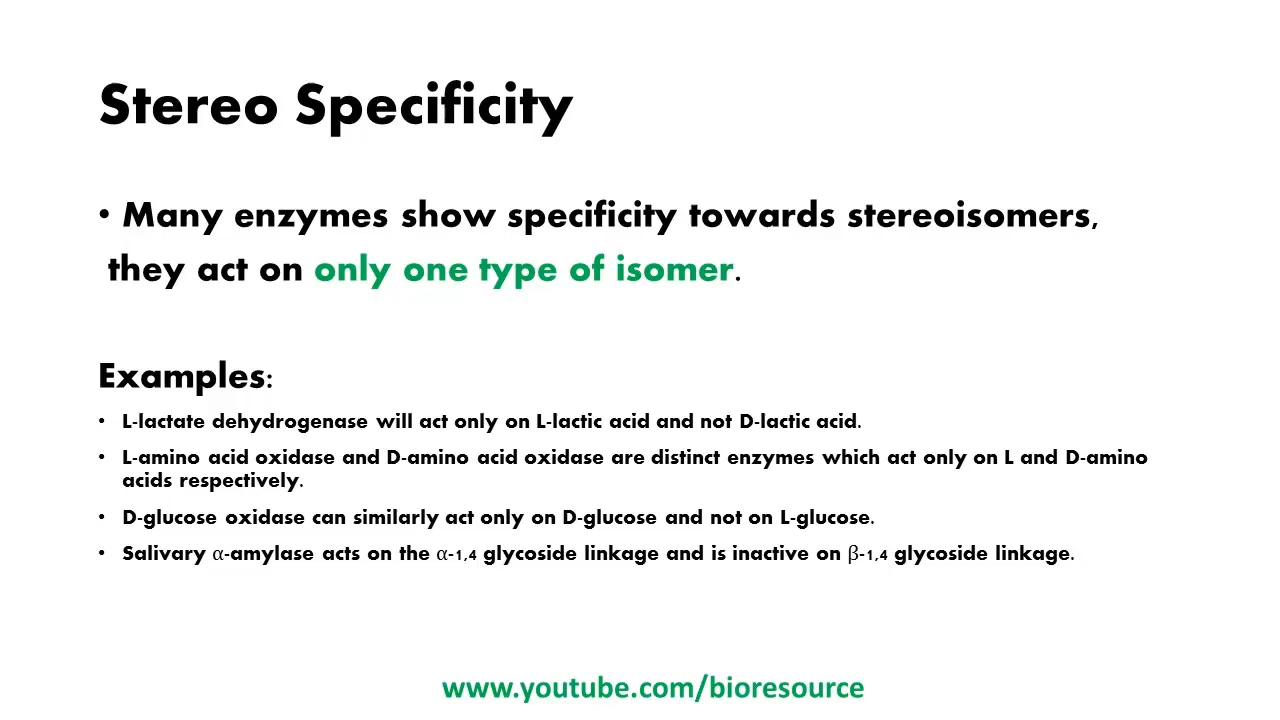 Stereo Specificity
• Many enzymes show specificity towards stereoisomers,
they act on only one type of isomer.
Examples:
• L-lactate dehydrogenase will act only on L-lactic acid and not D-lactic acid.
• L-amino acid oxidase and D-amino acid oxidase are distinct enzymes which act only on L and D-amino
acids respectively.
• D-glucose oxidase can similarly act only on D-glucose and not on L-glucose.
• Salivary α-amylase acts on the α-1,4 glycoside linkage and is inactive on β-1,4 glycoside linkage.
www.youtube.com/bioresource